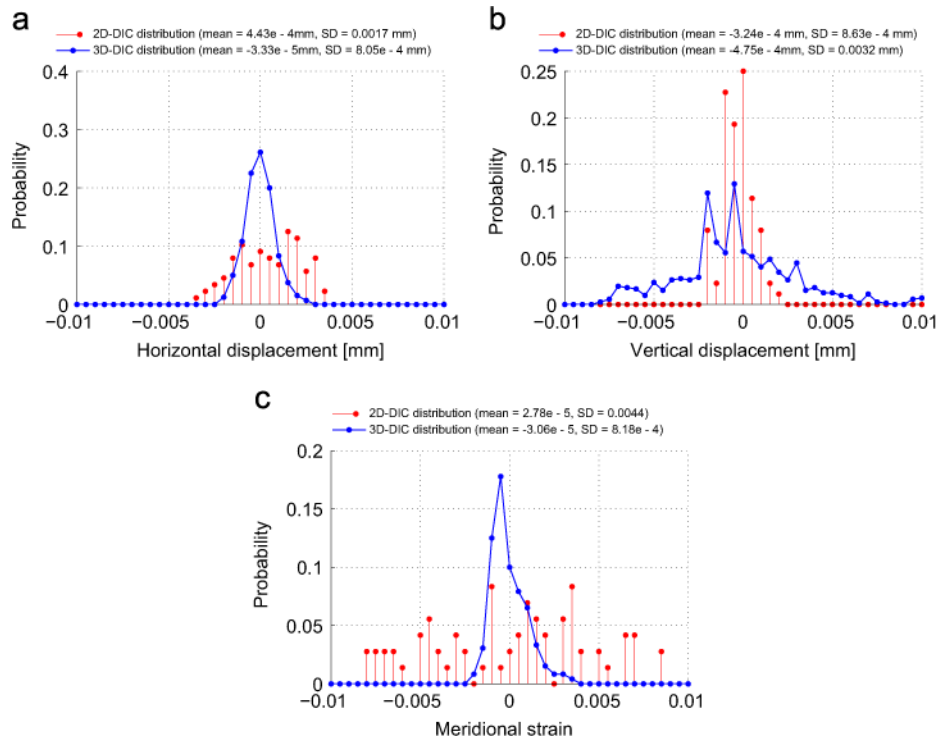 a
2D-DIC distribution (mean = 4.43e - 4mm, SD = 0.0017 mm)
3D-DIC distribution (mean = -3.33e - 5mm, SD = 8.05e - 4 mm)
0.4
0.3
0.2
0.1
0
Probability
−0.01
−0.005
0
0.005
0.01
Horizontal displacement [mm]
b
2D-DIC distribution (mean = -3.24e - 4 mm, SD = 8.63e - 4 mm)
3D-DIC distribution (mean = -4.75e - 4mm, SD = 0.0032 mm)
0.25
0.2
0.15
0.1
0.05
0
Probability
−0.01
−0.005
0
0.005
0.01
Vertical displacement [mm]
c
2D-DIC distribution (mean = 2.78e - 5, SD = 0.0044)
3D-DIC distribution (mean = -3.06e - 5, SD = 8.18e - 4)
0.2
0.15
0.1
0.05
0
Probability
−0.01
−0.005
0
0.005
0.01
Meridional strain